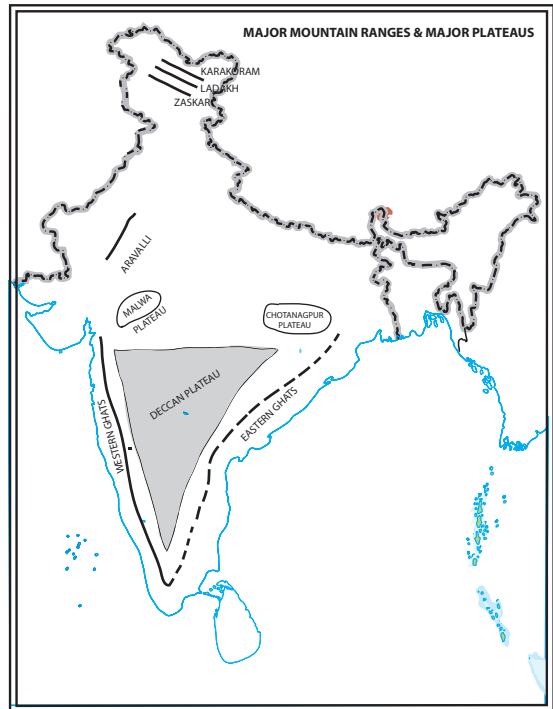 MAJOR MOUNTAIN RANGES & MAJOR PLATEAUS
KARAKORAM
LADAKH
ZASKAR
ARAVALLI
MALWA
PLATEAU
CHOTANAGPUR
PLATEAU
DECCAN PLATEAU
EASTERN GHATS
WESTERN GHATS